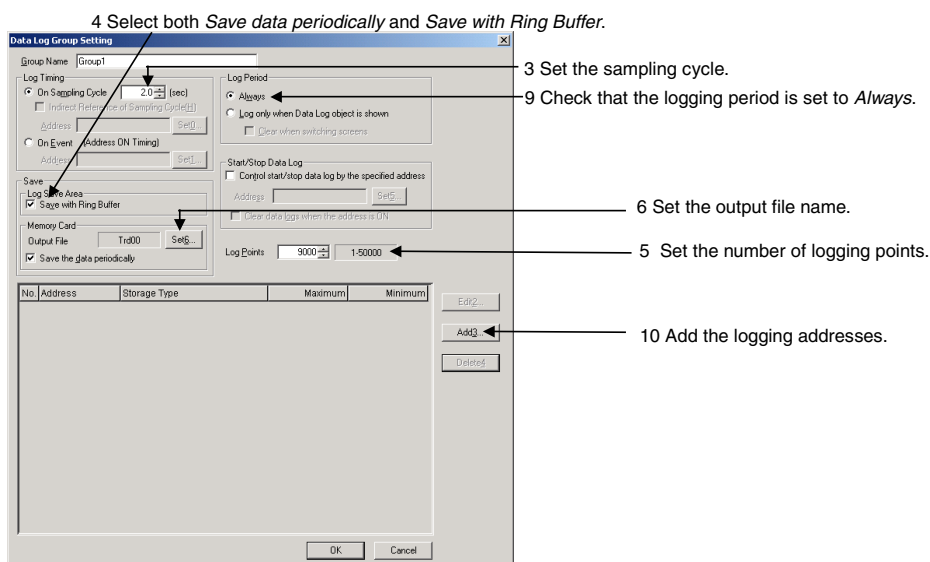 4 Select both Save data periodically and Save with Ring Buffer.
Data Log Group Setting
Group Name Group1
Log Timing
On Sampling Cycle 2.0 (sec)
Indirect Reference of Sampling Cycle(H)
Address Set0...
On Event (Address ON Timing)
Address Set1...
Log Period
Always
Log only when Data Log object is shown
Clear when switching screens
3 Set the sampling cycle.
9 Check that the logging period is set to Always.
Start/Stop Data Log
Control start/stop data log by the specified address
Address Set5...
Clear data logs when the address is ON
Save
Log Save Area
Save with Ring Buffer
Memory Card
Output File Trd00 Set6...
Save the data periodically
Log Points 9000 1-50000
6 Set the output file name.
5 Set the number of logging points.
No. Address Storage Type Maximum Minimum
Edit2...
Add3...
Delete4
10 Add the logging addresses.
OK Cancel